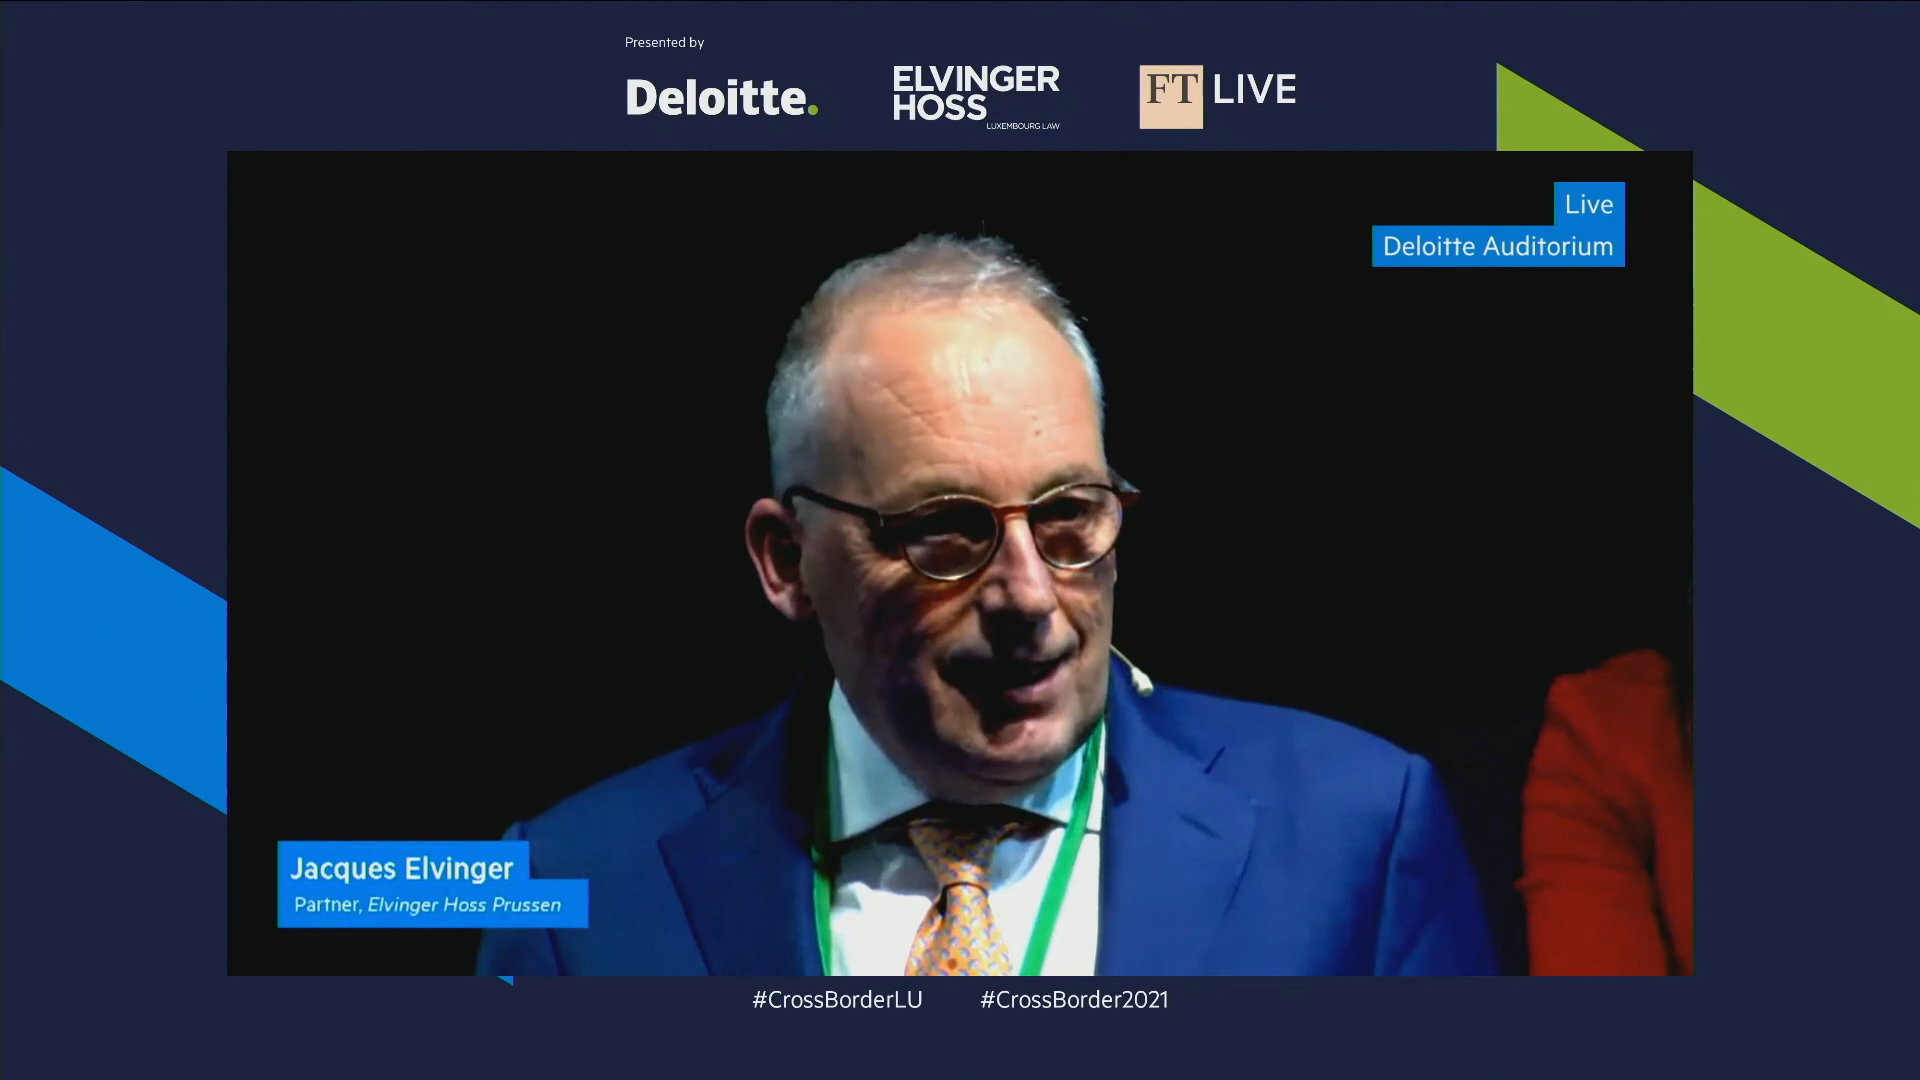 Presented by
Deloitte.
ELVINGER
HOSS
LUXEMBOURG LAW
FT LIVE
Live
Deloitte Auditorium
Jacques Elvinger
Partner, Elvinger Hoss Prussen
#CrossBorderLU #CrossBorder2021